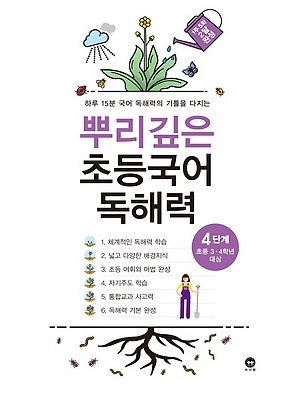 하루 15분 국어 독해력의 기틀을 다지는
뿌리깊은
초등국어
독해력
4단계
초등 3·4학년
대상
1. 체계적인 독해력 학습
2. 넓고 다양한 배경지식
3. 초등 어휘와 어법 완성
4. 자기주도 학습
5. 통합교과 사고력
6. 독해력 기본 완성
마더텅